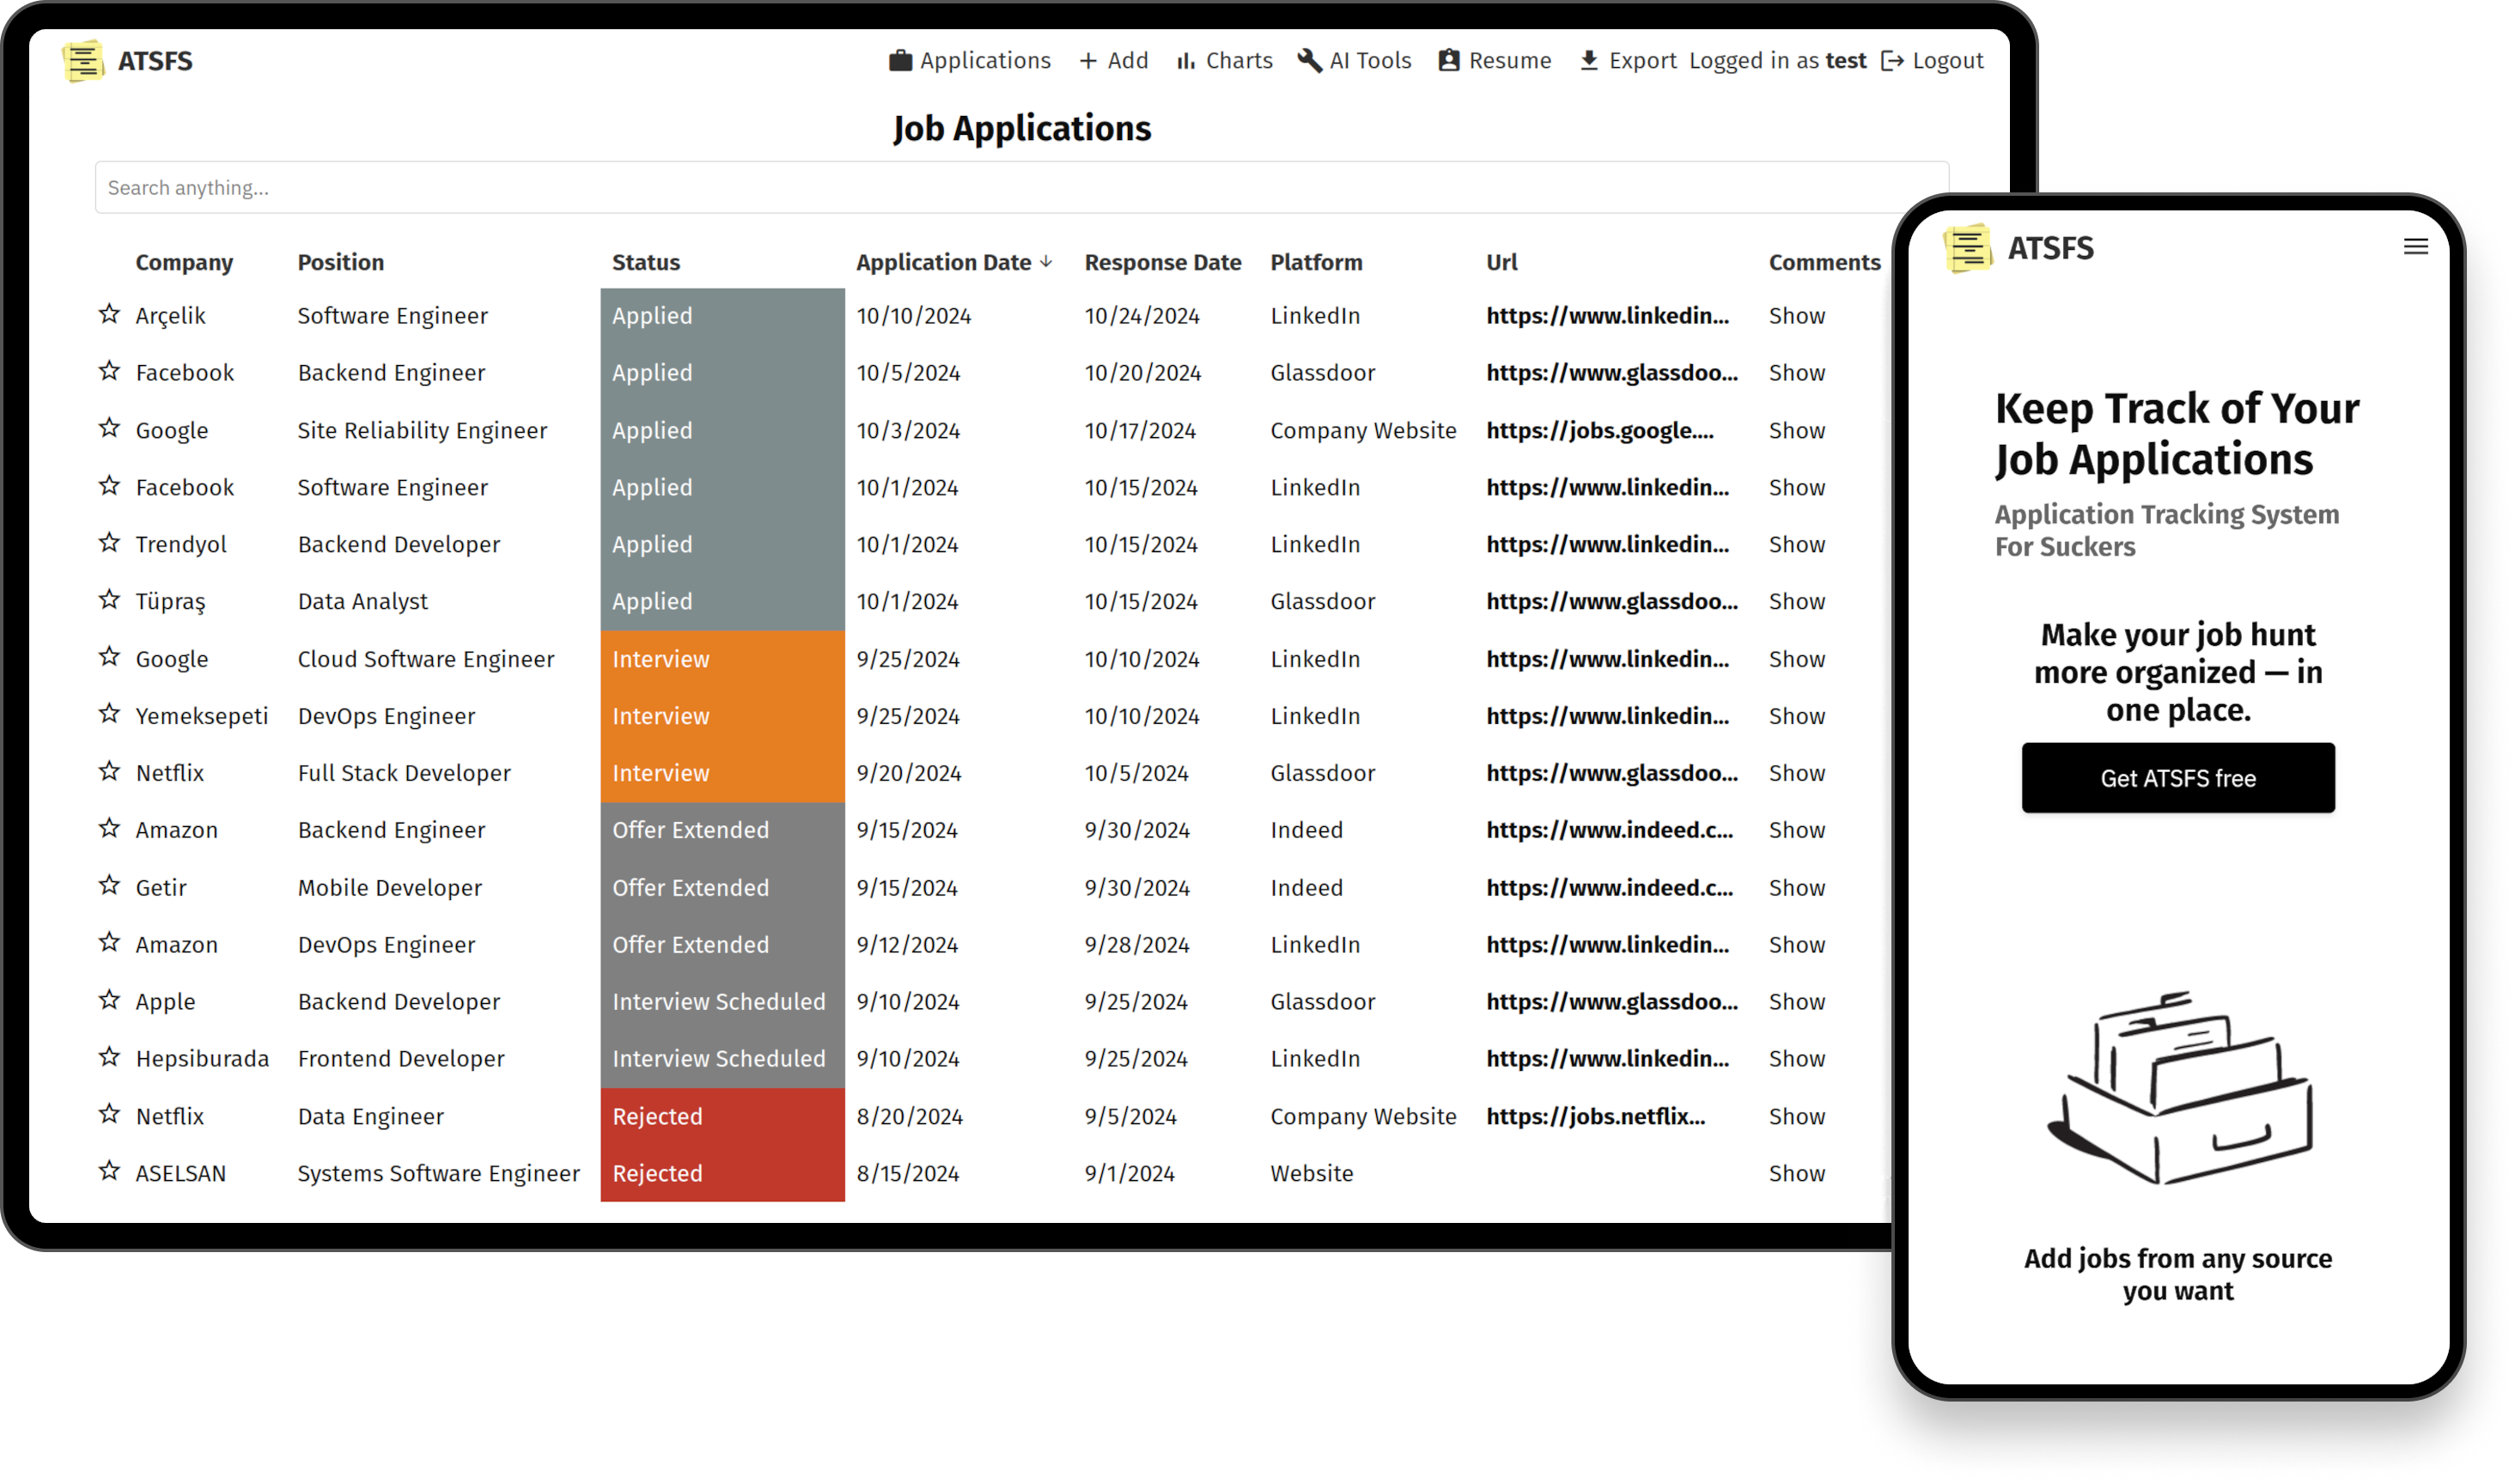 ATSFS Applications Add Charts AI Tools Resume Export Logged in as test Logout
Job Applications
Search anything...
Company Position Status Application Date Response Date Platform Url Comments
Arçelik Software Engineer Applied 10/10/2024 10/24/2024 LinkedIn https://www.linkedin... Show
Facebook Backend Engineer Applied 10/5/2024 10/20/2024 Glassdoor https://www.glassdoo... Show
Google Site Reliability Engineer Applied 10/3/2024 10/17/2024 Company Website https://jobs.google.... Show
Facebook Software Engineer Applied 10/1/2024 10/15/2024 LinkedIn https://www.linkedin... Show
Trendyol Backend Developer Applied 10/1/2024 10/15/2024 LinkedIn https://www.linkedin... Show
Tüpraş Data Analyst Applied 10/1/2024 10/15/2024 Glassdoor https://www.glassdoo... Show
Google Cloud Software Engineer Interview 9/25/2024 10/10/2024 LinkedIn https://www.linkedin... Show
Yemeksepeti DevOps Engineer Interview 9/25/2024 10/10/2024 LinkedIn https://www.linkedin... Show
Netflix Full Stack Developer Interview 9/20/2024 10/5/2024 Glassdoor https://www.glassdoo... Show
Amazon Backend Engineer Offer Extended 9/15/2024 9/30/2024 Indeed https://www.indeed.c... Show
Getir Mobile Developer Offer Extended 9/15/2024 9/30/2024 Indeed https://www.indeed.c... Show
Amazon DevOps Engineer Offer Extended 9/12/2024 9/28/2024 LinkedIn https://www.linkedin... Show
Apple Backend Developer Interview Scheduled 9/10/2024 9/25/2024 Glassdoor https://www.glassdoo... Show
Hepsiburada Frontend Developer Interview Scheduled 9/10/2024 9/25/2024 LinkedIn https://www.linkedin... Show
Netflix Data Engineer Rejected 8/20/2024 9/5/2024 Company Website https://jobs.netflix... Show
ASELSAN Systems Software Engineer Rejected 8/15/2024 9/1/2024 Website Show
ATSFS
Keep Track of Your
Job Applications
Application Tracking System
For Suckers
Make your job hunt
more organized — in
one place.
Get ATSFS free
Add jobs from any source
you want